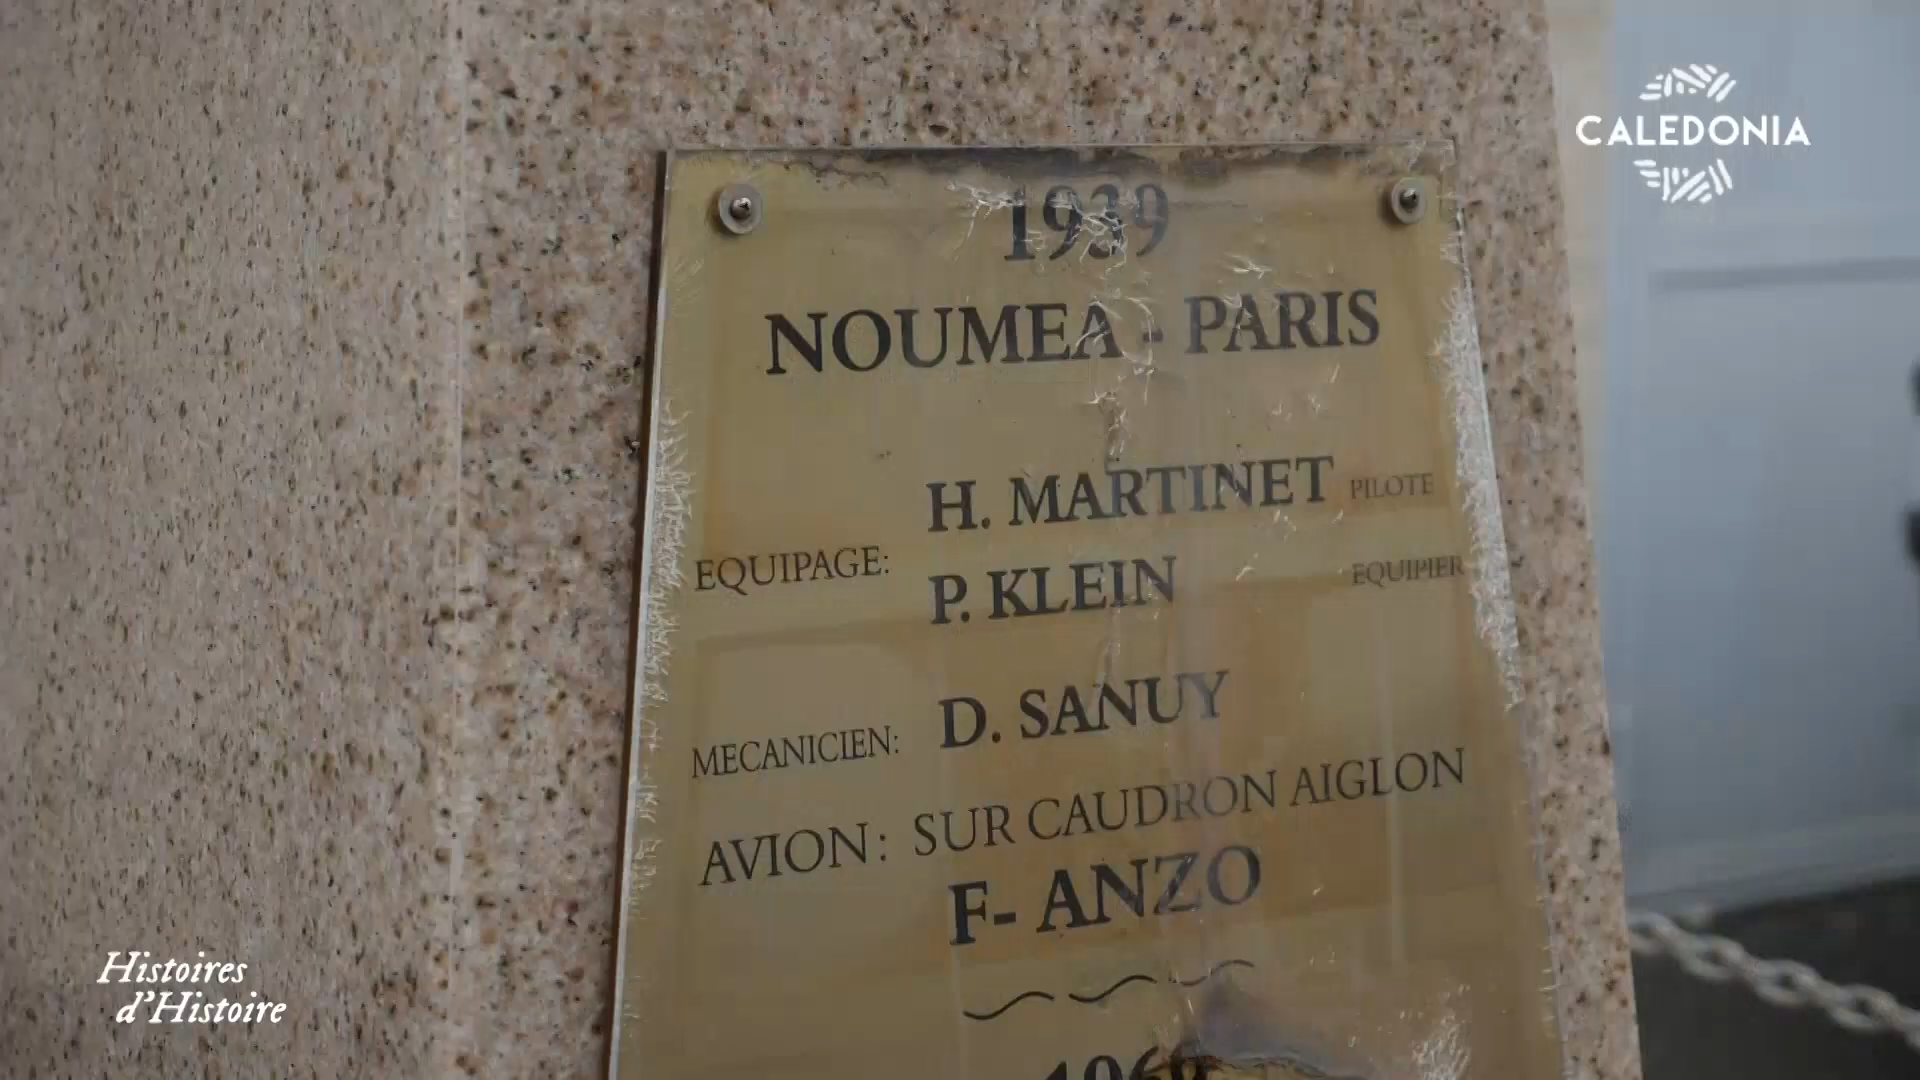 CALEDONIA
1939
NOUMEA - PARIS
H. MARTINET PILOTE
EQUIPAGE:
P. KLEIN EQUIPIER
MECANICIEN: D. SANUY
AVION: SUR CAUDRON AIGLON
F- ANZO
Histoires
d'Histoire